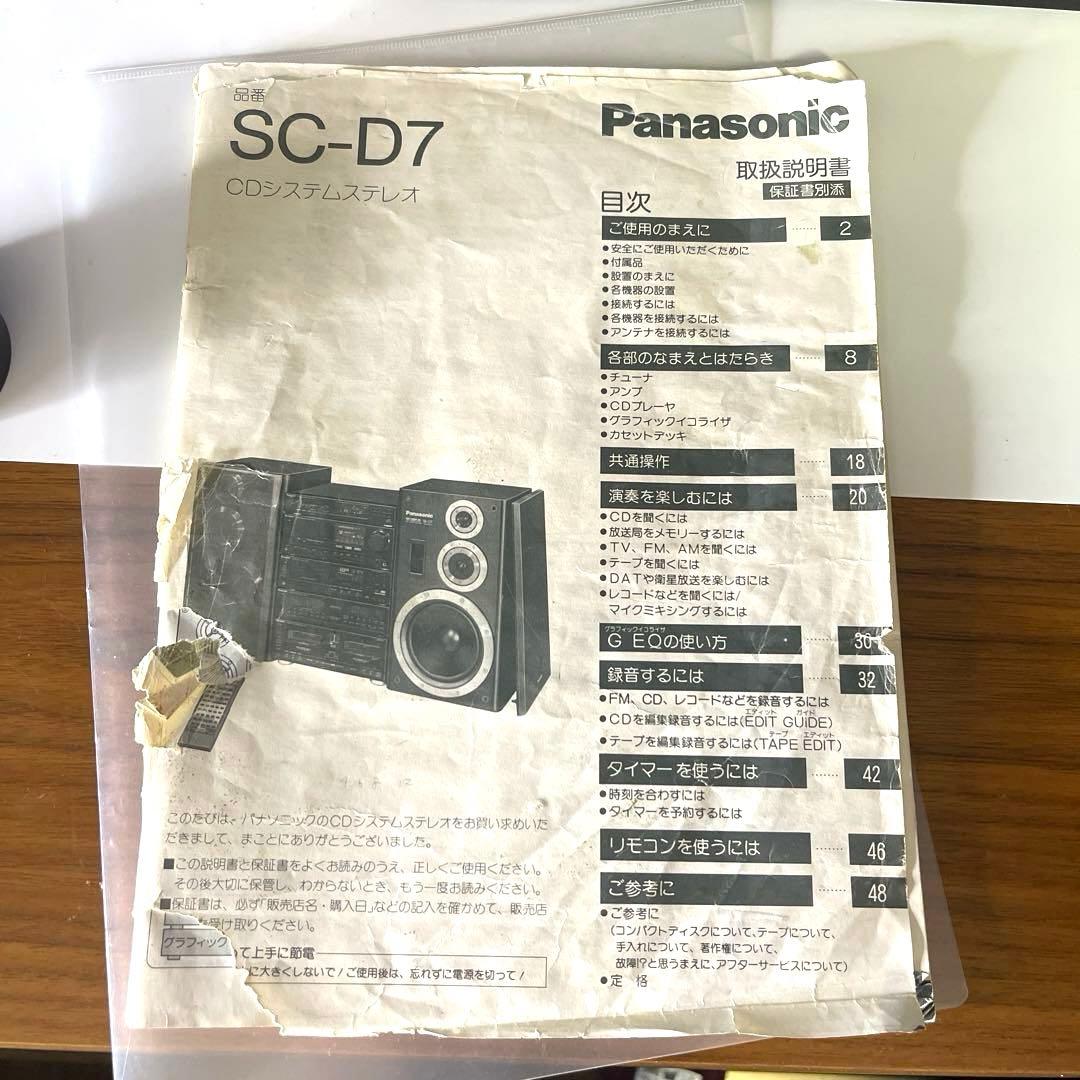 品番
SC-D7
CDシステムステレオ
Panasonic
取扱説明書
保証書別添
目次
ご使用のまえに …… 2
●安全にご使用いただくために
●付属品
●設置のまえに
●各機器の設置
●接続するには
●各機器を接続するには
●アンテナを接続するには
各部のなまえとはたらき …… 8
●チューナ
●アンプ
●CDプレーヤ
●グラフィックイコライザ
●カセットデッキ
共通操作 …… 18
演奏を楽しむには …… 20
●CDを聞くには
●放送局をメモリーするには
●TV、FM、AMを聞くには
●テープを聞くには
●DATや衛星放送を楽しむには
●レコードなどを聞くには/
マイクミキシングするには
グラフィックイコライザ
G EQの使い方 …… 30
録音するには …… 32
●FM、CD、レコードなどを録音するには
エディット ガイド
●CDを編集録音するには(EDIT GUIDE)
テープ エディット
●テープを編集録音するには(TAPE EDIT)
タイマーを使うには …… 42
●時刻を合わすには
●タイマーを予約するには
リモコンを使うには …… 46
ご参考に …… 48
●ご参考に
(コンパクトディスクについて、テープについて、
手入れについて、著作権について、
故障!?と思うまえに、アフターサービスについて)
●定 格
Panasonic
このたびは、パナソニックのCDシステムステレオをお買い求めいた
だきまして、まことにありがとうございました。
■この説明書と保証書をよくお読みのうえ、正しくご使用ください。
その後大切に保管し、わからないとき、もう一度お読みください。
■保証書は、必ず「販売店名・購入日」などの記入を確かめて、販売店
を受け取りください。
グラフィック
て上手に節電
に大きくしないで!ご使用後は、忘れずに電源を切って!